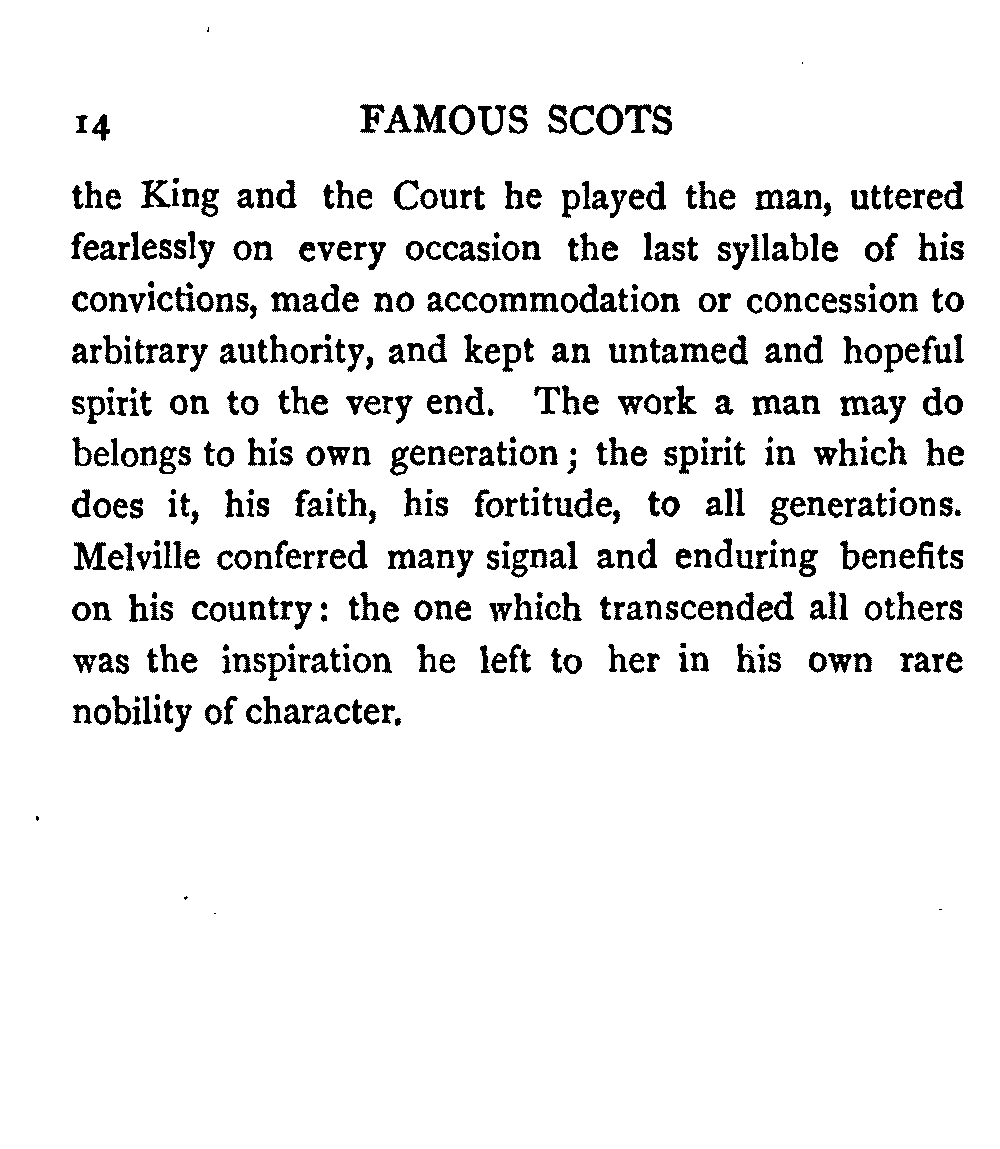 14 FAMOUS SCOTS
the King and the Court he played the man, uttered
fearlessly on every occasion the last syllable of his
convictions, made no accommodation or concession to
arbitrary authority, and kept an untamed and hopeful
spirit on to the very end. The work a man may do
belongs to his own generation; the spirit in which he
does it, his faith, his fortitude, to all generations.
Melville conferred many signal and enduring benefits
on his country: the one which transcended all others
was the inspiration he left to her in his own rare
nobility of character.